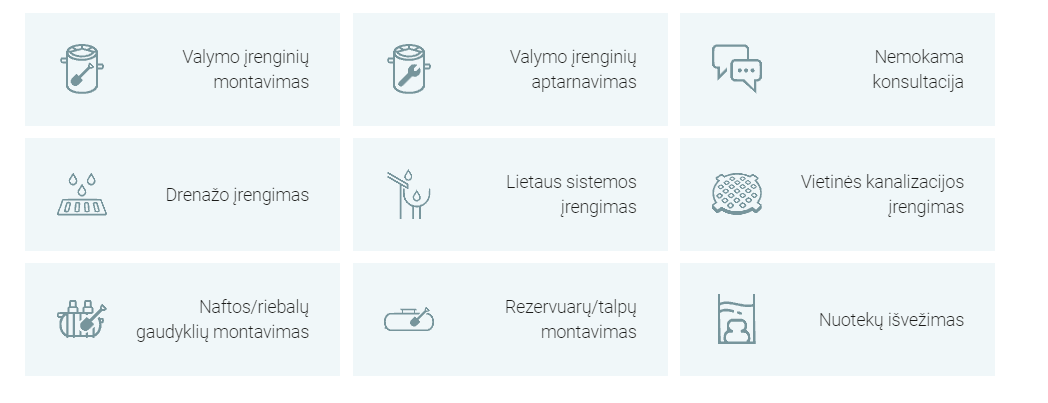 Valymo įrenginių
montavimas
Valymo įrenginių
aptarnavimas
Nemokama
konsultacija
Drenažo įrengimas
Lietaus sistemos
įrengimas
Vietinės kanalizacijos
įrengimas
Naftos/riebalų
gaudyklių montavimas
Rezervuarų/talpų
montavimas
Nuotekų išvežimas